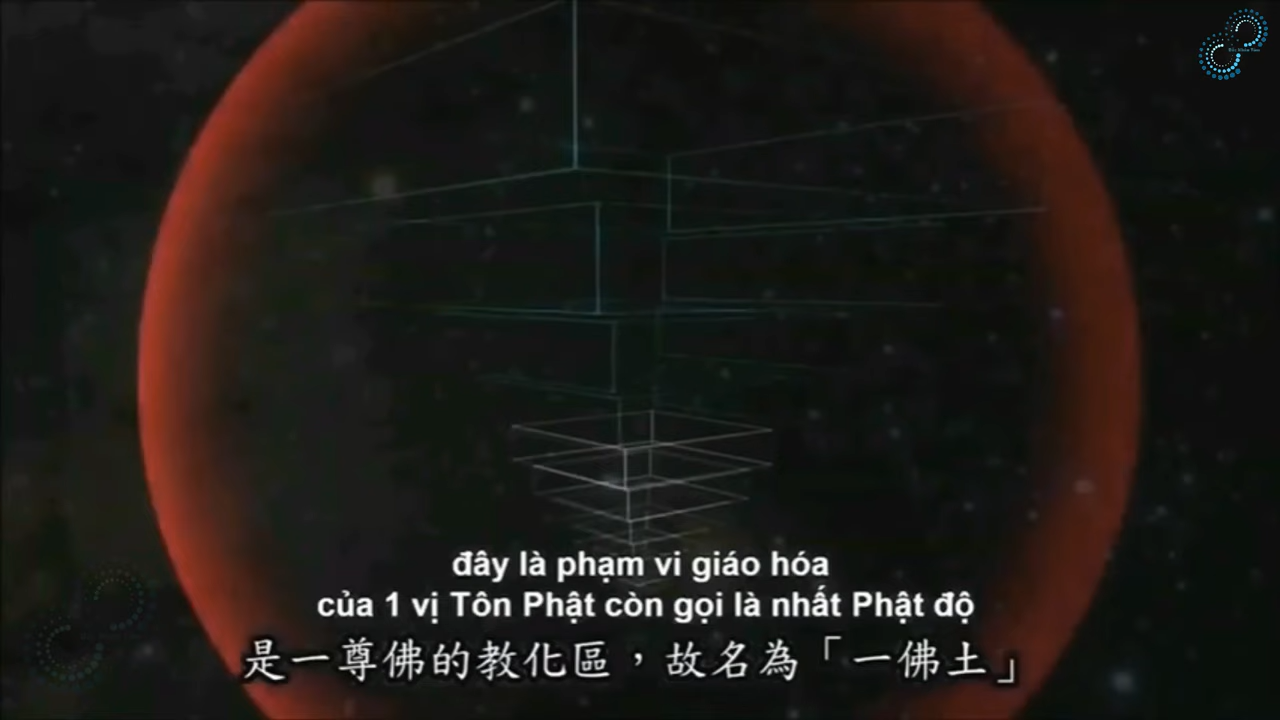 đây là phạm vi giáo hóa
của 1 vị Tôn Phật còn gọi là nhất Phật độ
是一尊佛的教化區，故名為「一佛土」